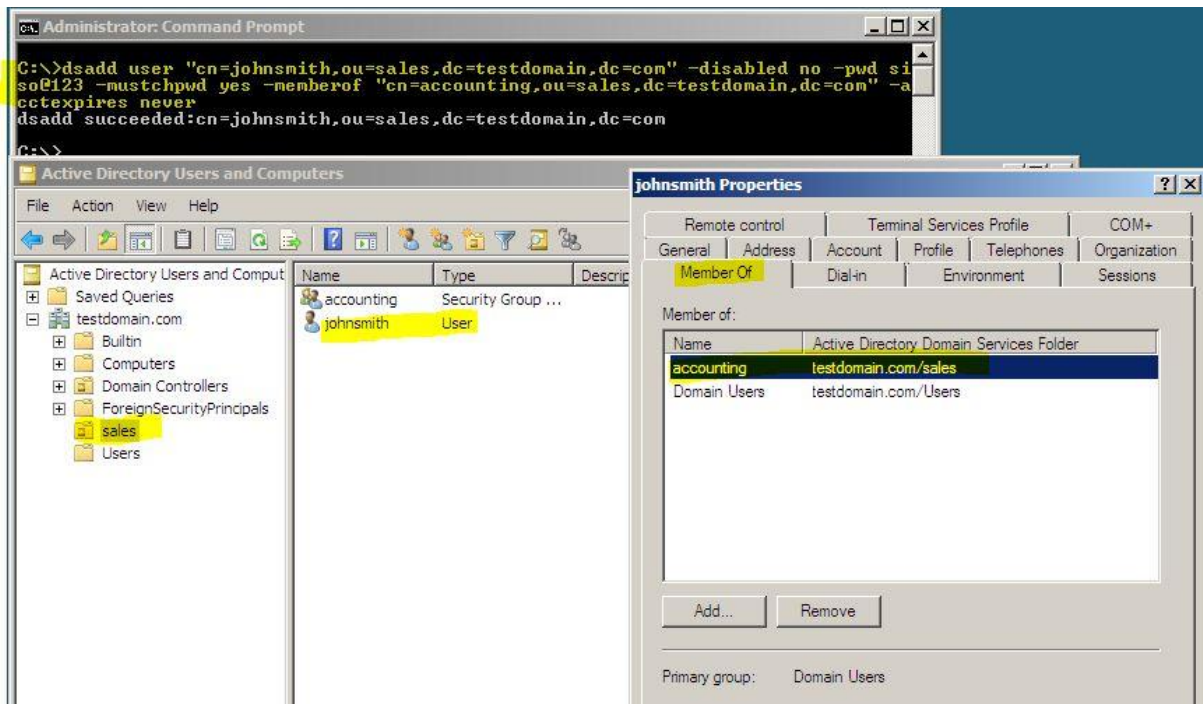 Administrator: Command Prompt
C:\>dsadd user "cn=johnsmith,ou=sales,dc=testdomain,dc=com" -disabled no -pwd si
so@123 -mustchpwd yes -memberof "cn=accounting,ou=sales,dc=testdomain,dc=com" -a
cctexpires never
dsadd succeeded:cn=johnsmith,ou=sales,dc=testdomain,dc=com
C:\>
Active Directory Users and Computers
File Action View Help
Active Directory Users and Comput
Saved Queries
testdomain.com
Builtin
Computers
Domain Controllers
ForeignSecurityPrincipals
sales
Users
Name Type Descrip
accounting Security Group ...
johnsmith User
johnsmith Properties
Remote control Terminal Services Profile COM+
General Address Account Profile Telephones Organization
Member Of Dial-in Environment Sessions
Member of:
Name Active Directory Domain Services Folder
accounting testdomain.com/sales
Domain Users testdomain.com/Users
Add... Remove
Primary group: Domain Users